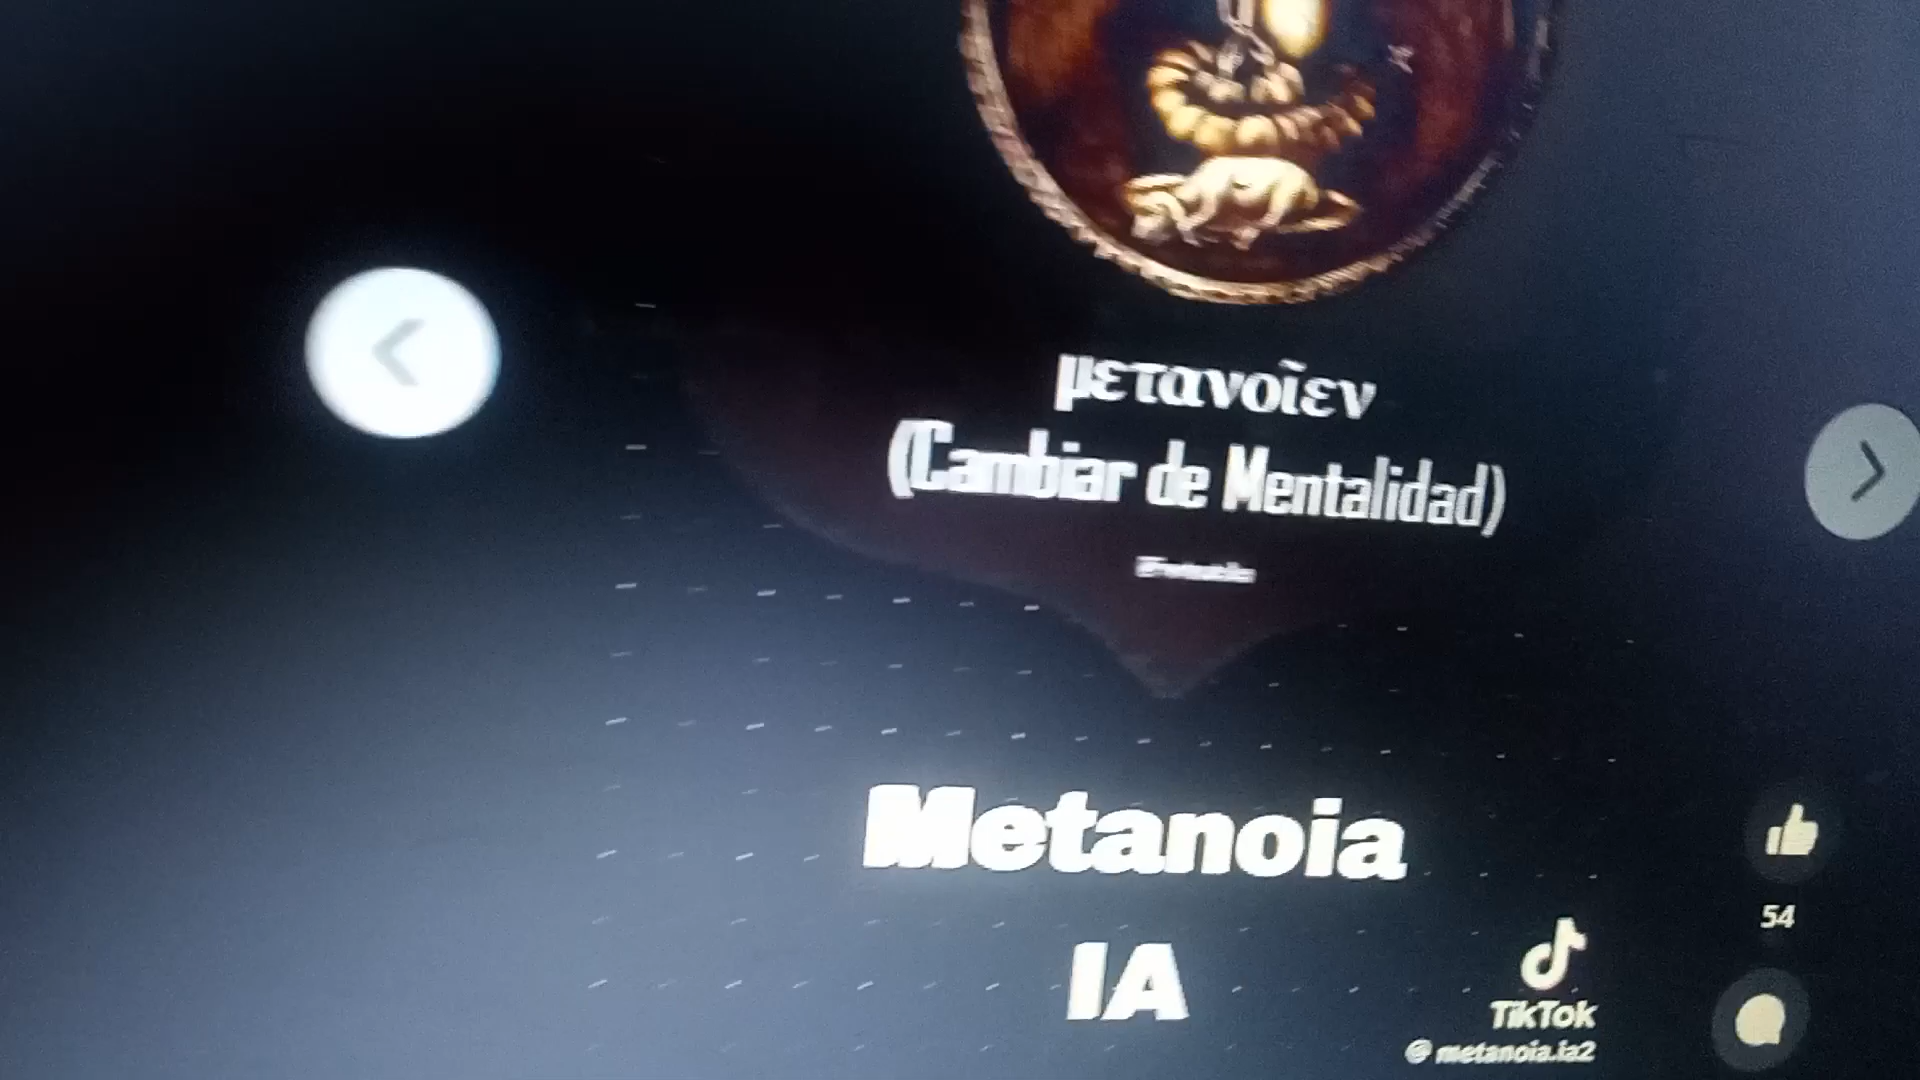 μετανοῖεν
(Cambiar de Mentalidad)
Metanoia
IA
54
TikTok
@metanoia.ia2